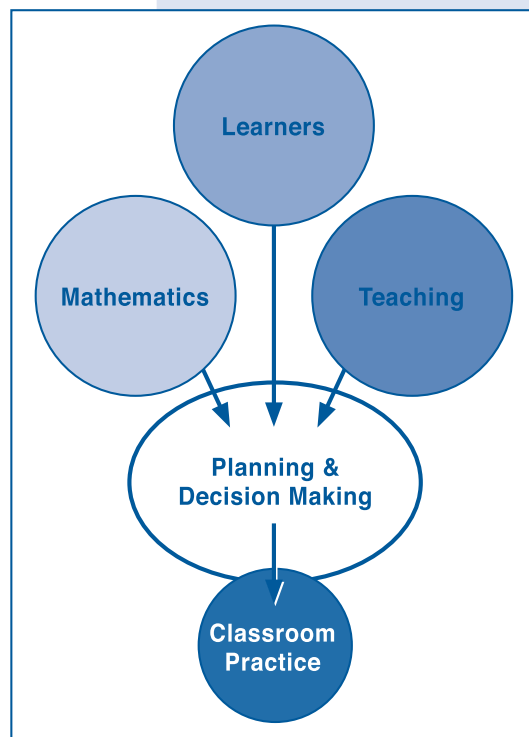 Learners
Mathematics
Teaching
Planning &
Decision Making
Classroom
Practice